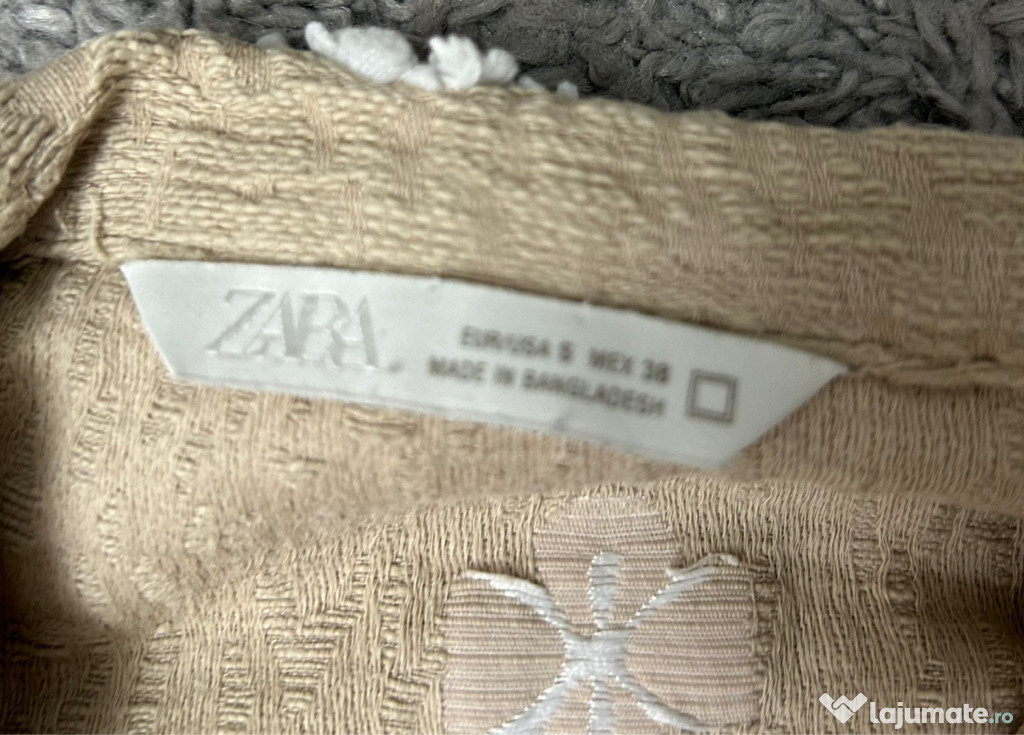 ZARA
EUR/USA S MEX 38
MADE IN BANGLADESH
lajumate.ro